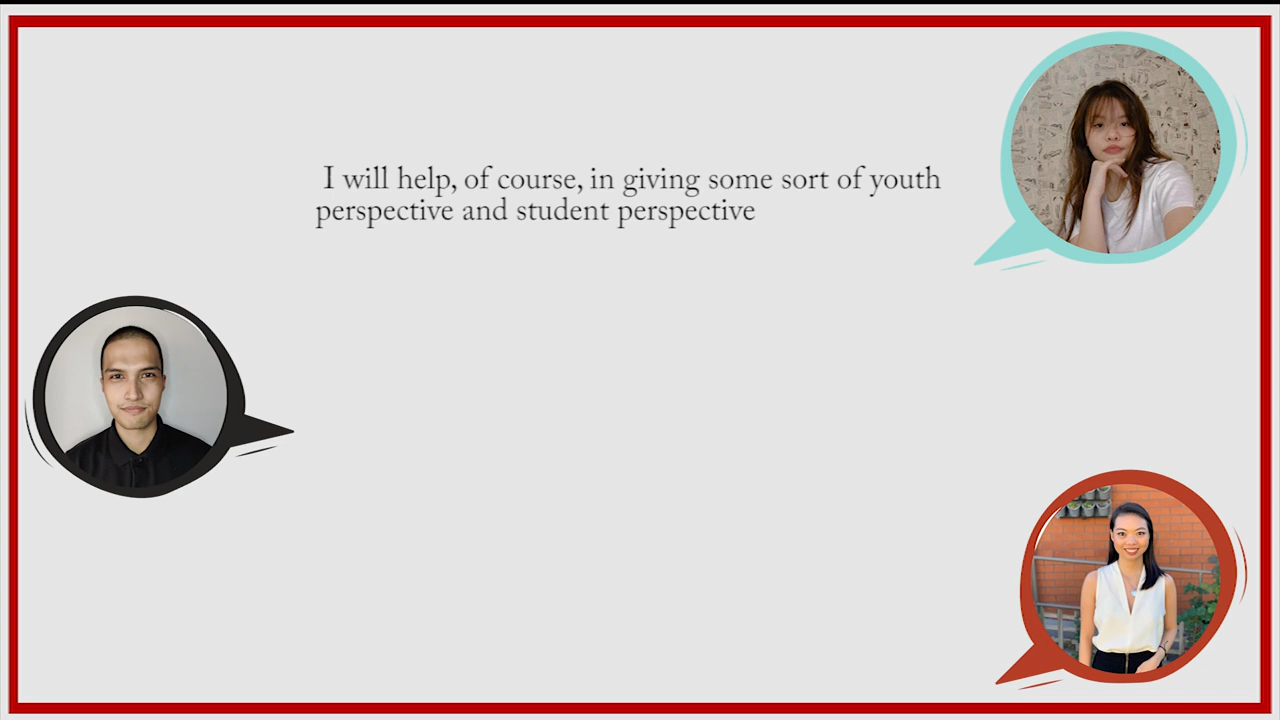 I will help, of course, in giving some sort of youth
perspective and student perspective